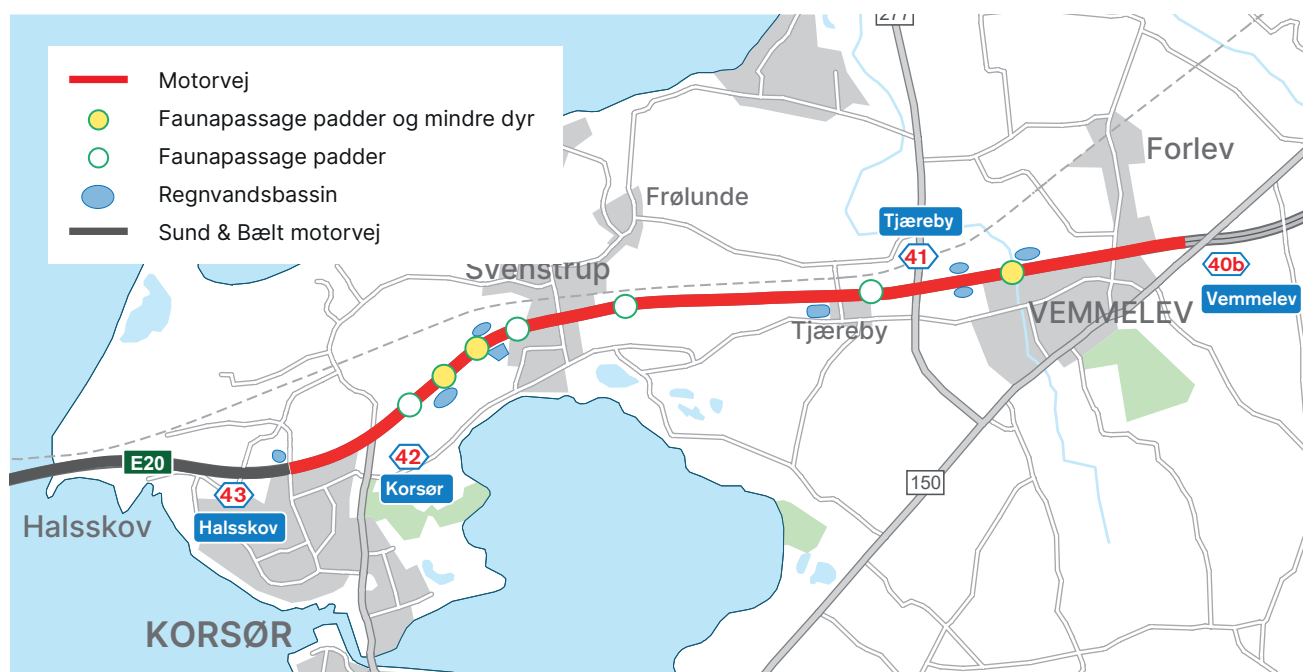 277
Motorvej
Faunapassage padder og mindre dyr
Faunapassage padder
Regnvandsbassin
Sund & Bælt motorvej
Forlev
Frølunde
Tjæreby
41
40b
Svenstrup
Vemmelev
VEMMELEV
Tjæreby
E20
42
Korsør
43
150
Halsskov
Halsskov
KORSØR